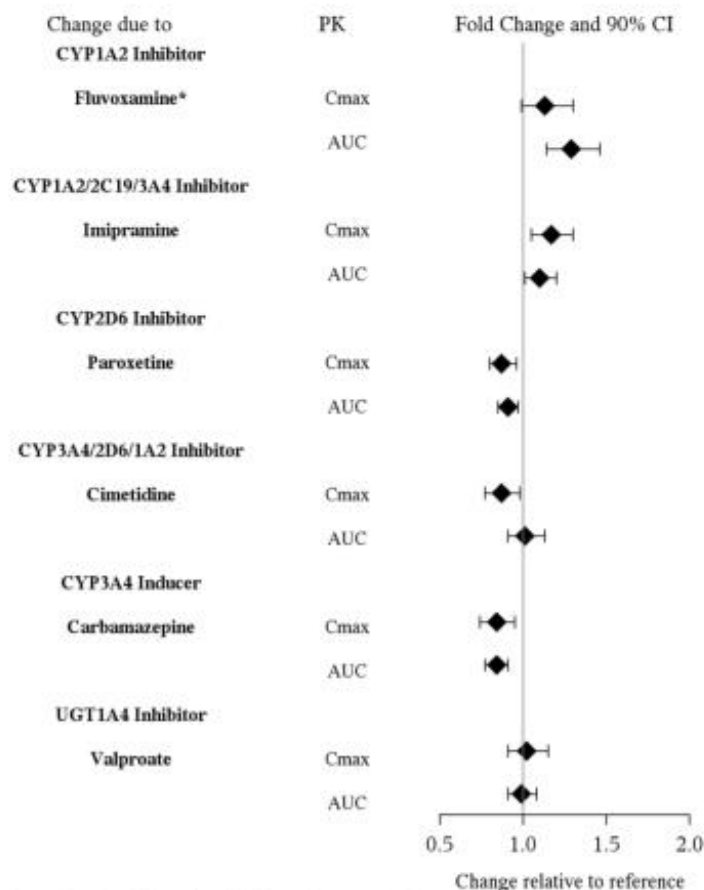 Change due to PK Fold Change and 90% CI
CYP1A2 Inhibitor
Fluvoxamine* Cmax
AUC
CYP1A2/2C19/3A4 Inhibitor
Imipramine Cmax
AUC
CYP2D6 Inhibitor
Paroxetine Cmax
AUC
CYP3A4/2D6/1A2 Inhibitor
Cimetidine Cmax
AUC
CYP3A4 Inducer
Carbamazepine Cmax
AUC
UGT1A4 Inhibitor
Valproate Cmax
AUC
0.5 1.0 1.5 2.0
Change relative to reference